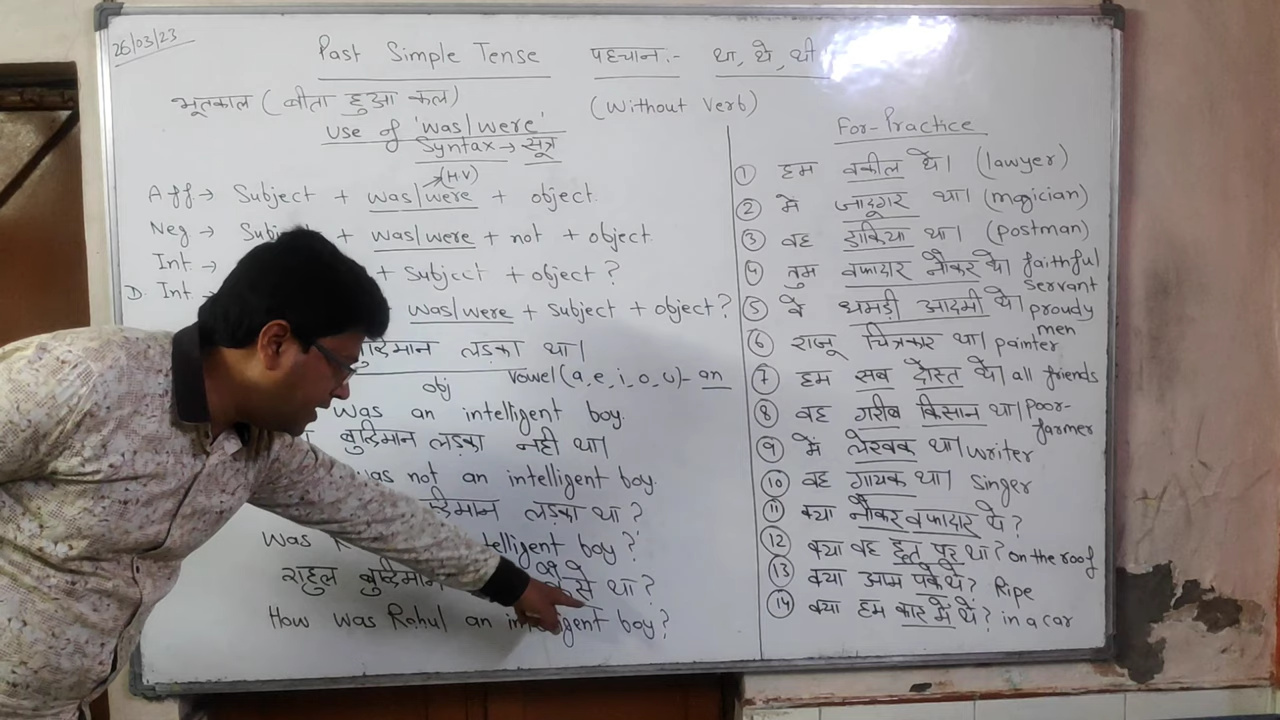 26/03/23
Past Simple Tense पहचान:- था, थे, थी
भूतकाल (बीता हुआ कल) (Without Verb)
use of 'was/were'
Syntax → सूत्र
(H.V)
Aff → Subject + was/were + object.
Neg → + was/were + not + object.
Int → + subject + object?
D. Int. was/were + subject + object?
लड़का था।
obj vowel (a, e, i, o, u) - an
was an intelligent boy.
बुद्धिमान लड़का नही था।
was not an intelligent boy.
लड़का था?
was boy?
राहुल कैसे था?
How was Rahul an intelligent boy?
For-Practice
① हम वकील थे। (lawyer)
② मे जादूगर था। (magician)
③ वह डाकिया था। (postman)
④ तुम वफादार नौकर थे। faithful
servant
⑤ वे घमडी आदमी थे। proudy
men
⑥ राजू चित्रकार था। painter
⑦ हम सब दोस्त थे। all friends
⑧ वह गरीब किसान था। poor-
farmer
⑨ में लेखक था। writer
⑩ वह गायक था। singer
⑪ क्या नौकर वफादार थे?
⑫ क्या वह छत पर था? on the roof
⑬ क्या आम पके थे? Ripe
⑭ क्या हम कार में थे? in a car